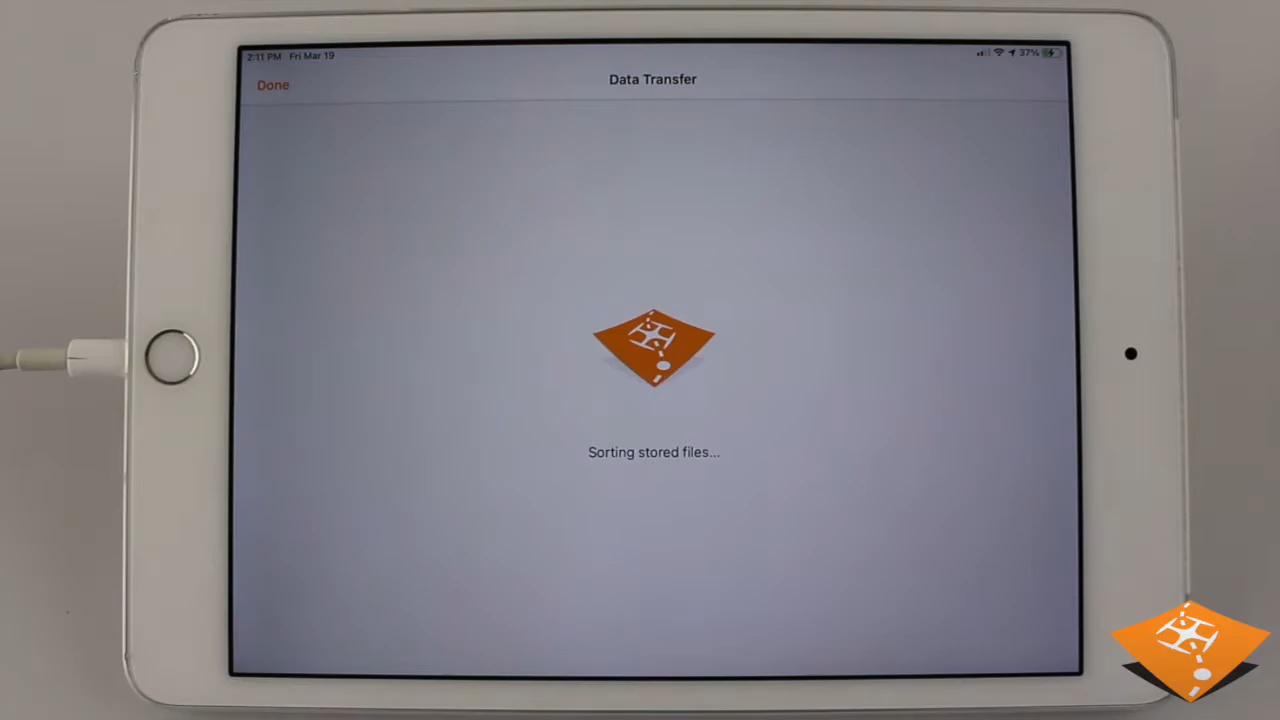 2:11 PM Fri Mar 19
37%
Done
Data Transfer
Sorting stored files...